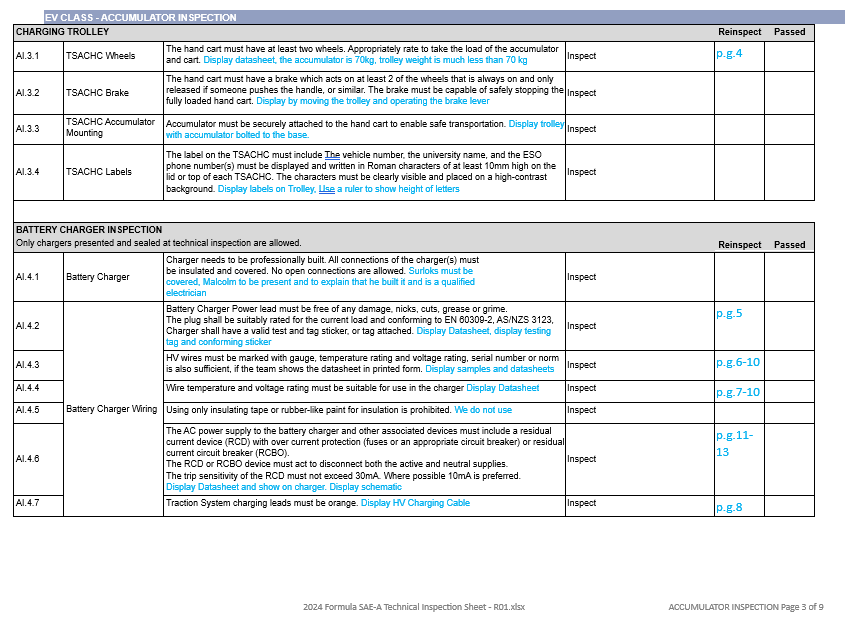 EV CLASS - ACCUMULATOR INSPECTION
CHARGING TROLLEY Reinspect Passed
AI.3.1 TSACHC Wheels The hand cart must have at least two wheels. Appropriately rate to take the load of the accumulator
and cart. Display datasheet, the accumulator is 70kg, trolley weight is much less than 70 kg Inspect p.g.4
AI.3.2 TSACHC Brake The hand cart must have a brake which acts on at least 2 of the wheels that is always on and only
released if someone pushes the handle, or similar. The brake must be capable of safely stopping the
fully loaded hand cart. Display by moving the trolley and operating the brake lever Inspect
AI.3.3 TSACHC Accumulator
Mounting Accumulator must be securely attached to the hand cart to enable safe transportation. Display trolley
with accumulator bolted to the base. Inspect
AI.3.4 TSACHC Labels The label on the TSACHC must include The vehicle number, the university name, and the ESO
phone number(s) must be displayed and written in Roman characters of at least 10mm high on the
lid or top of each TSACHC. The characters must be clearly visible and placed on a high-contrast
background. Display labels on Trolley, Use a ruler to show height of letters Inspect
BATTERY CHARGER INSPECTION
Only chargers presented and sealed at technical inspection are allowed. Reinspect Passed
AI.4.1 Battery Charger Charger needs to be professionally built. All connections of the charger(s) must
be insulated and covered. No open connections are allowed. Surloks must be
covered, Malcolm to be present and to explain that he built it and is a qualified
electrician Inspect
AI.4.2 Battery Charger Power lead must be free of any damage, nicks, cuts, grease or grime.
The plug shall be suitably rated for the current load and conforming to EN 60309-2, AS/NZS 3123,
Charger shall have a valid test and tag sticker, or tag attached. Display Datasheet, display testing
tag and conforming sticker Inspect p.g.5
AI.4.3 HV wires must be marked with gauge, temperature rating and voltage rating, serial number or norm
is also sufficient, if the team shows the datasheet in printed form. Display samples and datasheets Inspect p.g.6-10
AI.4.4 Wire temperature and voltage rating must be suitable for use in the charger Display Datasheet Inspect p.g.7-10
AI.4.5 Battery Charger Wiring Using only insulating tape or rubber-like paint for insulation is prohibited. We do not use Inspect
AI.4.6 The AC power supply to the battery charger and other associated devices must include a residual
current device (RCD) with over current protection (fuses or an appropriate circuit breaker) or residual
current circuit breaker (RCBO).
The RCD or RCBO device must act to disconnect both the active and neutral supplies.
The trip sensitivity of the RCD must not exceed 30mA. Where possible 10mA is preferred.
Display Datasheet and show on charger. Display schematic Inspect p.g.11-
13
AI.4.7 Traction System charging leads must be orange. Display HV Charging Cable Inspect p.g.8
2024 Formula SAE-A Technical Inspection Sheet - R01.xlsx ACCUMULATOR INSPECTION Page 3 of 9